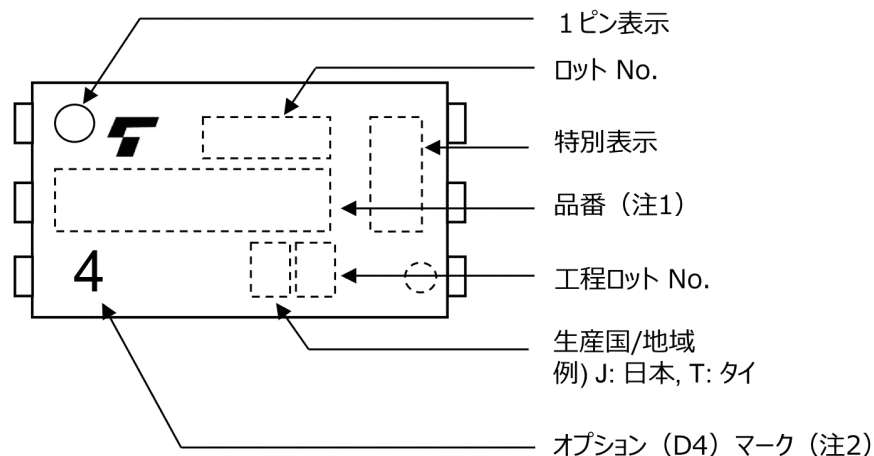 1ピン表示
ロット No.
特別表示
品番（注1）
4
工程ロット No.
生産国/地域
例) J: 日本, T: タイ
オプション（D4）マーク（注2）